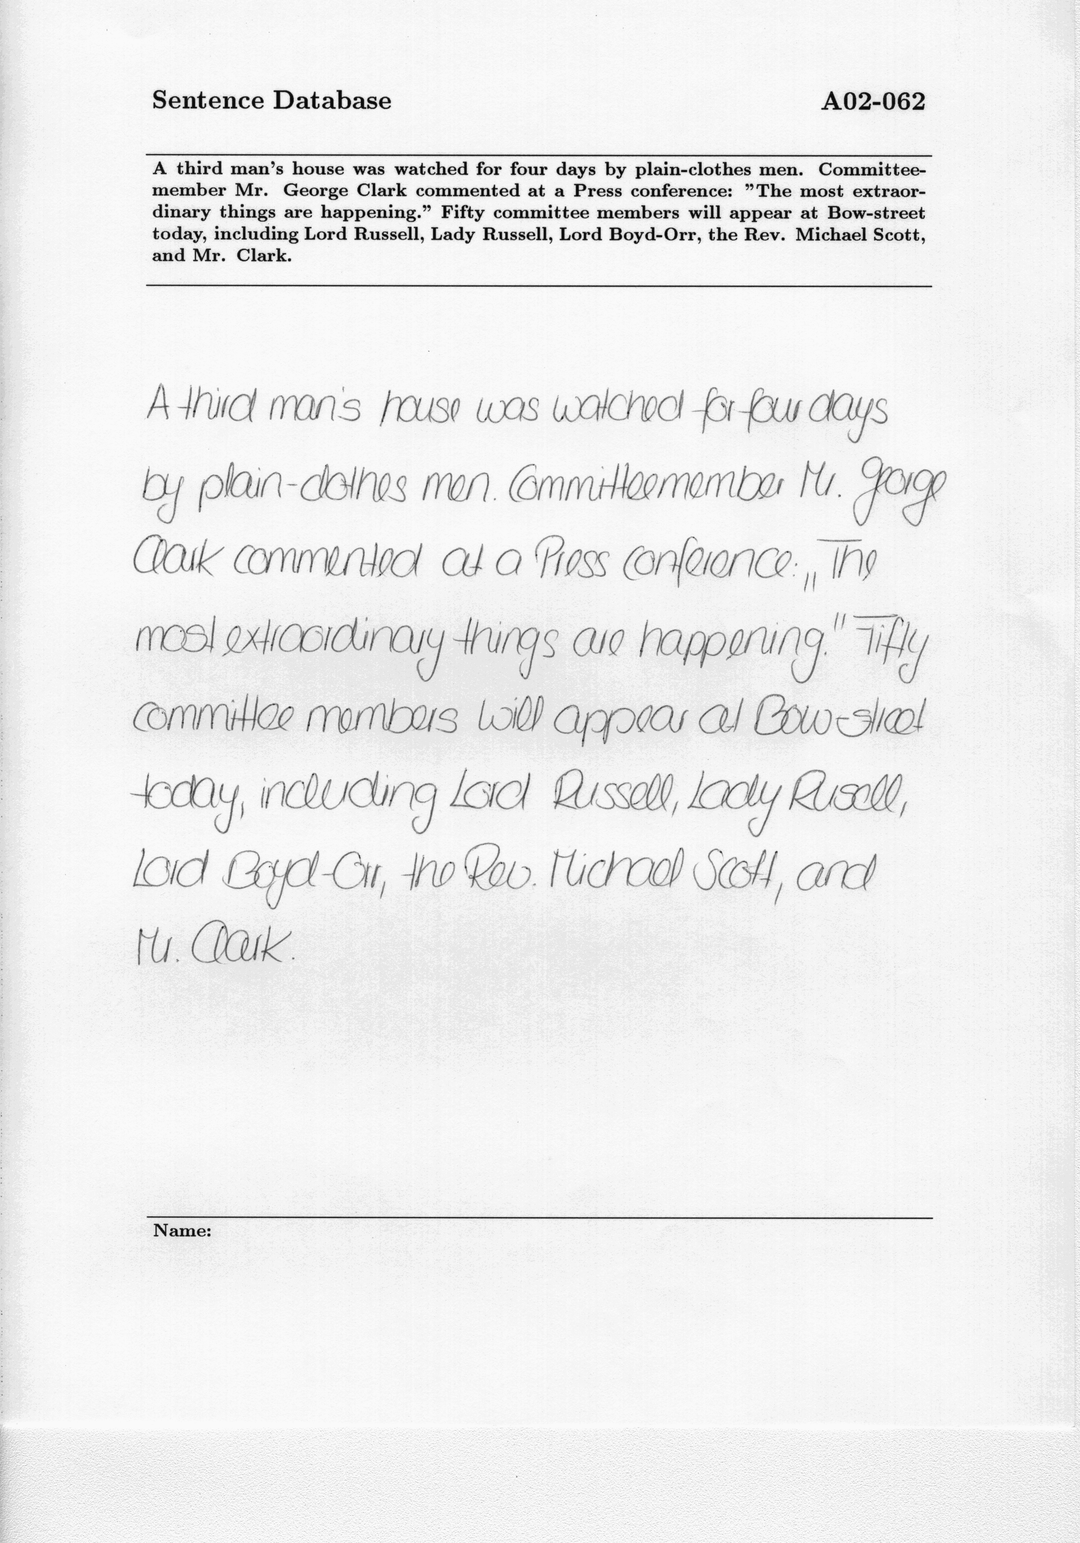 Sentence Database A02-062
A third man's house was watched for four days by plain-clothes men. Committee-
member Mr. George Clark commented at a Press conference: "The most extraor-
dinary things are happening." Fifty committee members will appear at Bow-street
today, including Lord Russell, Lady Russell, Lord Boyd-Orr, the Rev. Michael Scott,
and Mr. Clark.
A third man's house was watched for four days
by plain-clothes men. Committeemember Mr. George
Clark commented at a Press conference: „The
most extraordinary things are happening." Fifty
committee members will appear at Bow-street
today, including Lord Russell, Lady Rusell,
Lord Boyd-Orr, the Rev. Michael Scott, and
Mr. Clark.
Name: